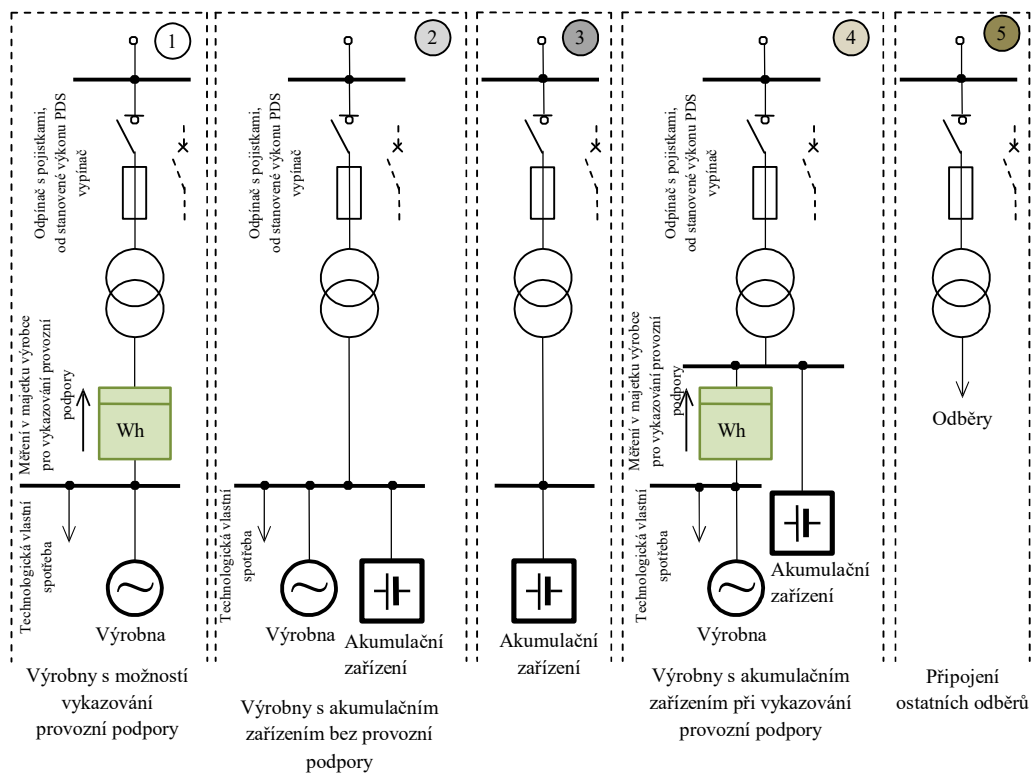 1
Odpínač s pojistkami,
od stanovené výkonu PDS
vypínač
Měření v majetku výrobce
pro vykazování provozní
podpory
Wh
Technologická vlastní
spotřeba
Výrobna
Výrobny s možností
vykazování
provozní podpory
2
Odpínač s pojistkami,
od stanovené výkonu PDS
vypínač
Technologická vlastní
spotřeba
Výrobna
Akumulační
zařízení
Výrobny s akumulačním
zařízením bez provozní
podpory
3
Akumulační
zařízení
4
Odpínač s pojistkami,
od stanovené výkonu PDS
vypínač
Měření v majetku výrobce
pro vykazování provozní
podpory
Wh
Technologická vlastní
spotřeba
Výrobna
Akumulační
zařízení
Výrobny s akumulačním
zařízením při vykazování
provozní podpory
5
Odběry
Připojení
ostatních odběrů